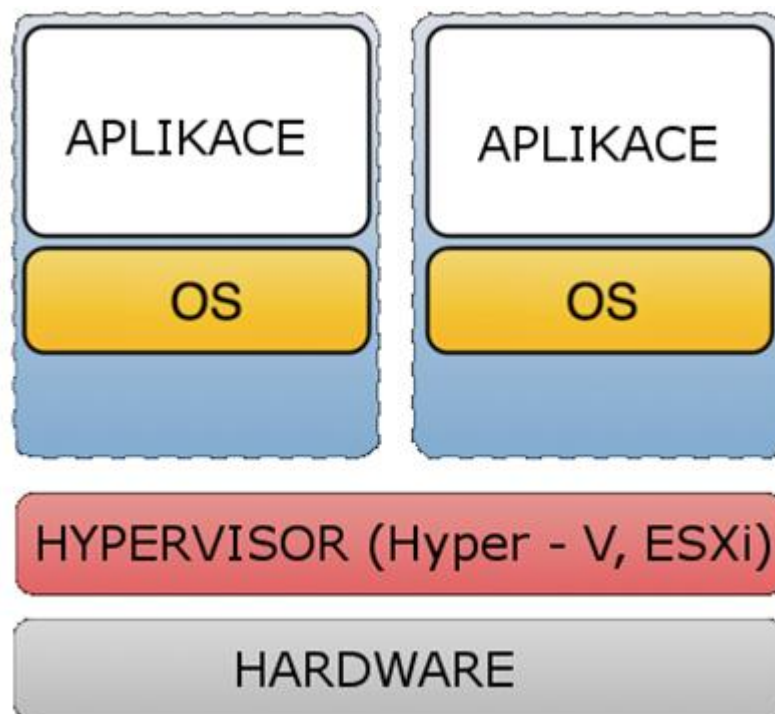 APLIKACE
APLIKACE
OS
OS
HYPERVISOR (Hyper - V, ESXi)
HARDWARE